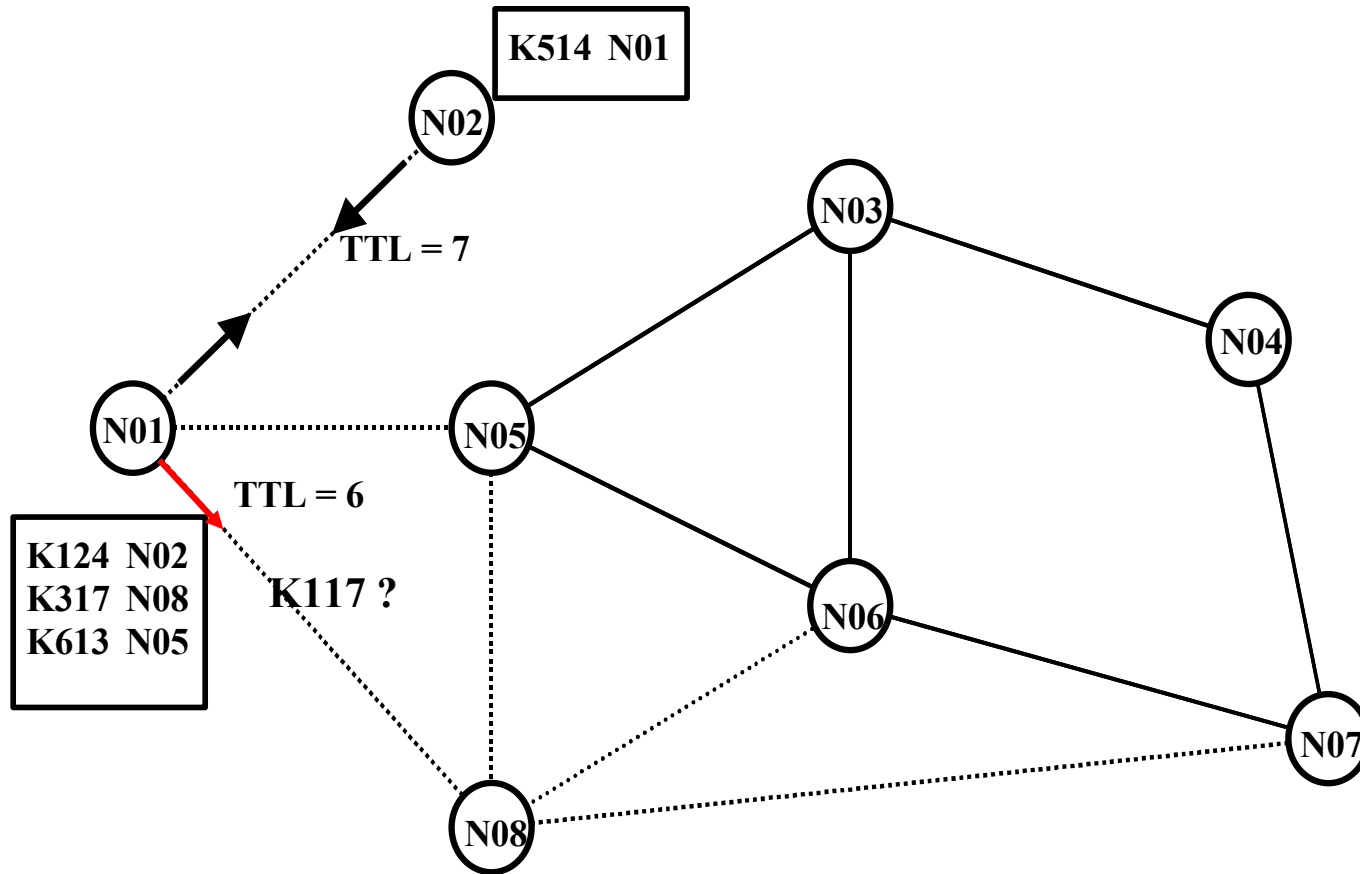 K514 N01
N02
N03
TTL = 7
N04
N01
N05
TTL = 6
K124 N02
K317 N08
K613 N05
K117 ?
N06
N07
N08